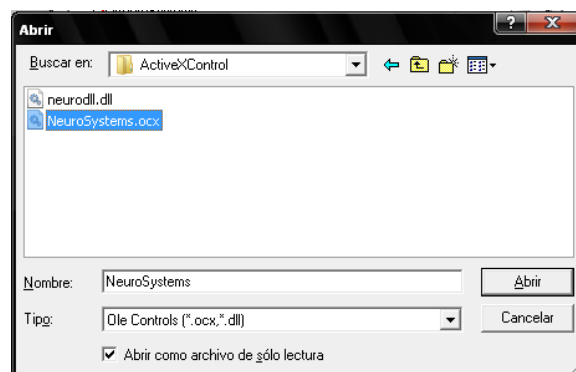 Abrir
Buscar en: ActiveXControl
neurodll.dll
NeuroSystems.ocx
Nombre: NeuroSystems Abrir
Tipo: Ole Controls (*.ocx,*.dll) Cancelar
Abrir como archivo de sólo lectura